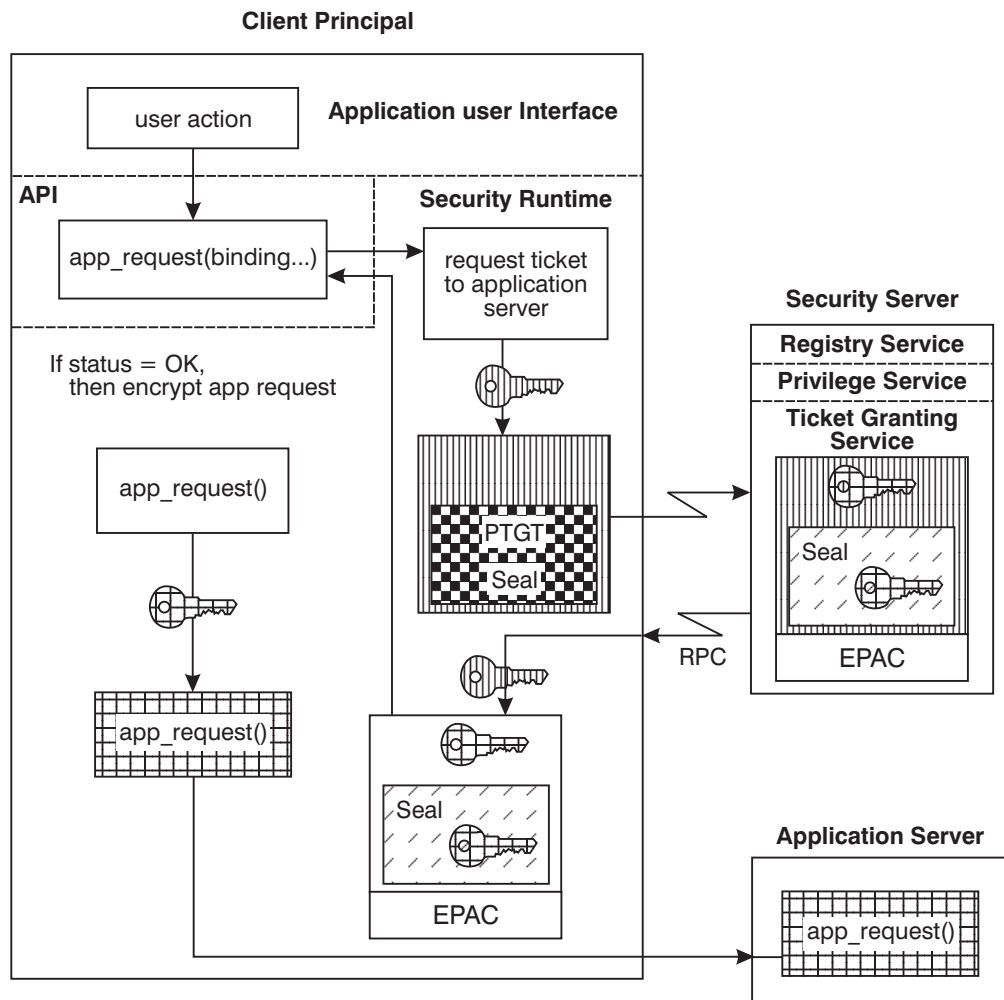 Client Principal
user action
Application user Interface
API
Security Runtime
app_request(binding...)
request ticket
to application
server
If status = OK,
then encrypt app request
app_request()
PTGT
Seal
Security Server
Registry Service
Privilege Service
Ticket Granting
Service
Seal
EPAC
RPC
app_request()
Seal
EPAC
Application Server
app_request()